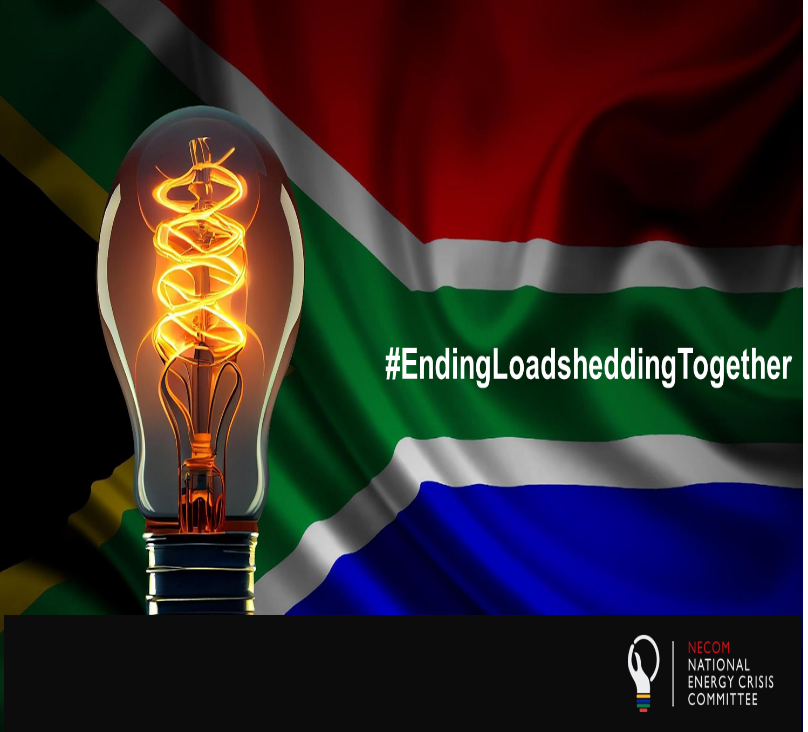 #EndingLoadsheddingTogether
NECOM
NATIONAL
ENERGY CRISIS
COMMITTEE